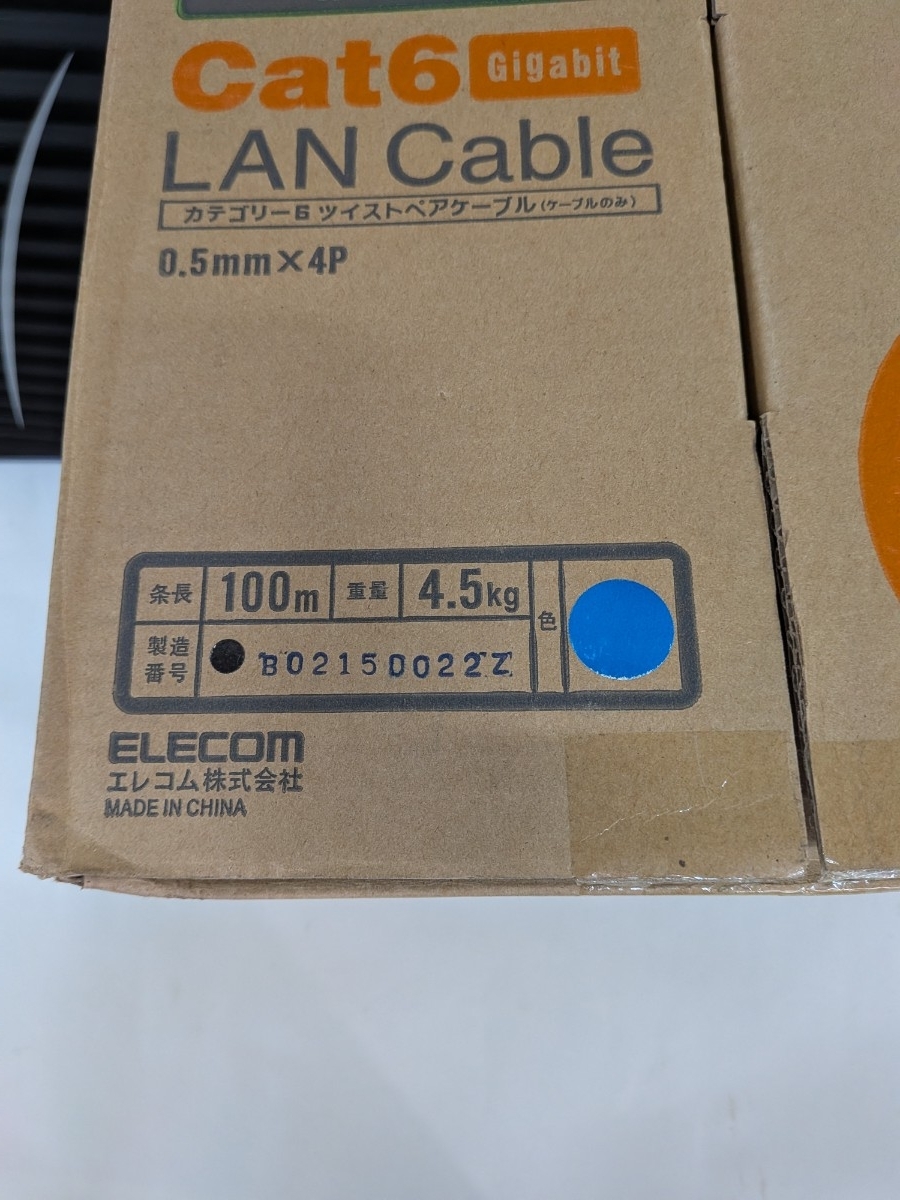 Cat6 Gigabit
LAN Cable
カテゴリー6 ツイストペアケーブル(ケーブルのみ)
0.5mm×4P
条長 100m 重量 4.5kg 色
製造番号 B02150022Z
ELECOM
エレコム株式会社
MADE IN CHINA